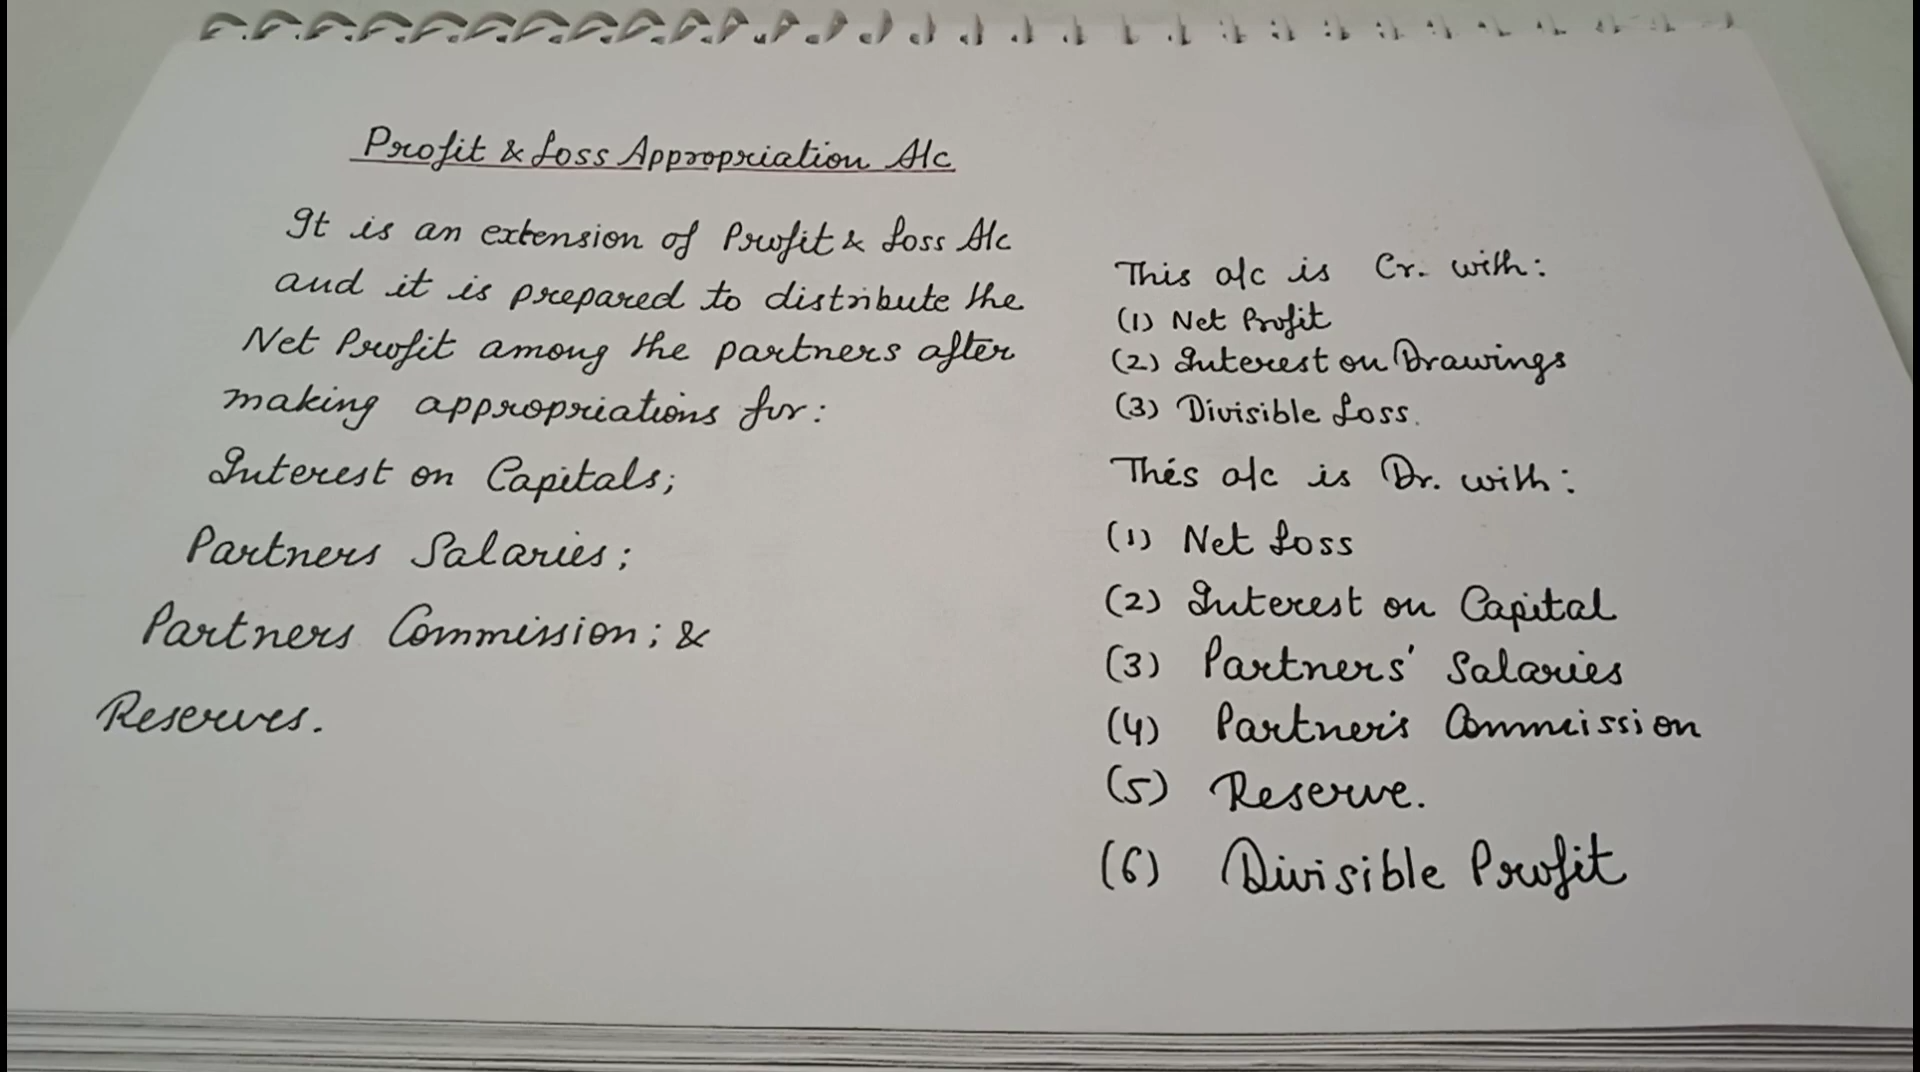 Profit & Loss Appropriation A/c
It is an extension of Profit & Loss A/c
and it is prepared to distribute the
Net Profit among the partners after
making appropriations for:
Interest on Capitals;
Partners Salaries;
Partners Commission; &
Reserves.
This a/c is Cr. with:
(1) Net Profit
(2) Interest on Drawings
(3) Divisible Loss.
This a/c is Dr. with:
(1) Net Loss
(2) Interest on Capital
(3) Partners' Salaries
(4) Partner's Commission
(5) Reserve.
(6) Divisible Profit